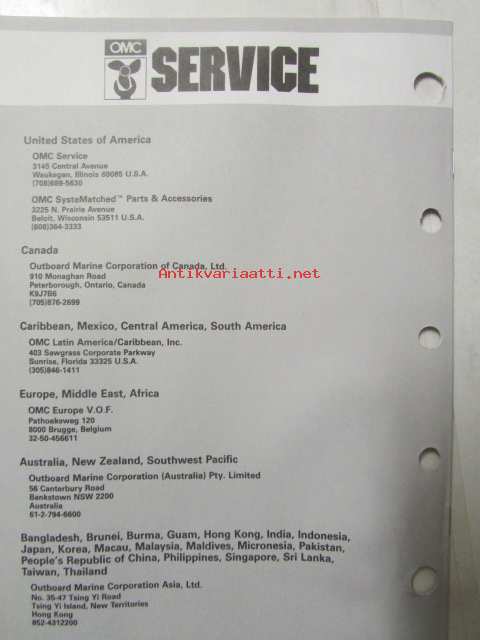 OMC
SERVICE
United States of America
OMC Service
3145 Central Avenue
Waukegan, Illinois 60085 U.S.A.
(708)689-5630
OMC SysteMatched™ Parts & Accessories
3225 N. Prairie Avenue
Beloit, Wisconsin 53511 U.S.A.
(608)364-3333
Canada
Outboard Marine Corporation of Canada, Ltd.
910 Monaghan Road
Antikvariaatti.net
Peterborough, Ontario, Canada
K9J7B6
(705)876-2699
Caribbean, Mexico, Central America, South America
OMC Latin America/Caribbean, Inc.
403 Sawgrass Corporate Parkway
Sunrise, Florida 33325 U.S.A.
(305)846-1411
Europe, Middle East, Africa
OMC Europe V.O.F.
Pathoekeweg 120
8000 Brugge, Belgium
32-50-456611
Australia, New Zealand, Southwest Pacific
Outboard Marine Corporation (Australia) Pty. Limited
56 Canterbury Road
Bankstown NSW 2200
Australia
61-2-794-6600
Bangladesh, Brunei, Burma, Guam, Hong Kong, India, Indonesia,
Japan, Korea, Macau, Malaysia, Maldives, Micronesia, Pakistan,
People's Republic of China, Philippines, Singapore, Sri Lanka,
Taiwan, Thailand
Outboard Marine Corporation Asia, Ltd.
No. 35-47 Tsing Yi Road
Tsing Yi Island, New Territories
Hong Kong
852-4312200